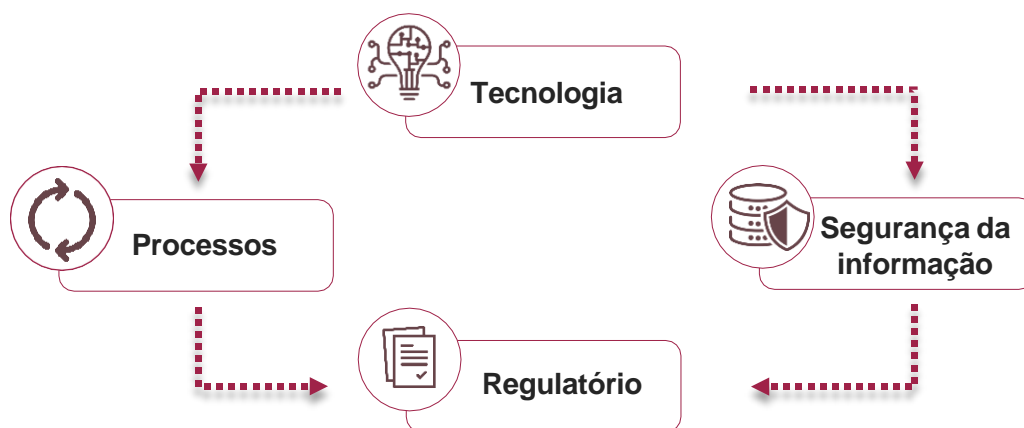 Tecnologia
Processos
Segurança da
informação
Regulatório